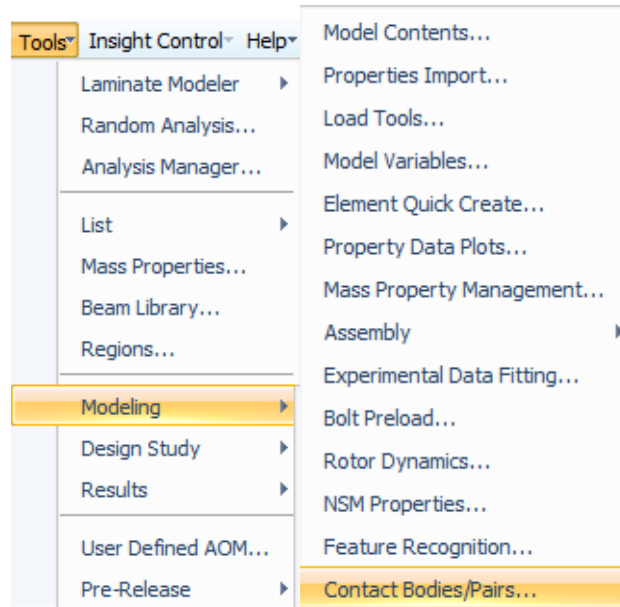 Tools Insight Control Help
Laminate Modeler
Random Analysis...
Analysis Manager...
List
Mass Properties...
Beam Library...
Regions...
Modeling
Design Study
Results
User Defined AOM...
Pre-Release
Model Contents...
Properties Import...
Load Tools...
Model Variables...
Element Quick Create...
Property Data Plots...
Mass Property Management...
Assembly
Experimental Data Fitting...
Bolt Preload...
Rotor Dynamics...
NSM Properties...
Feature Recognition...
Contact Bodies/Pairs...